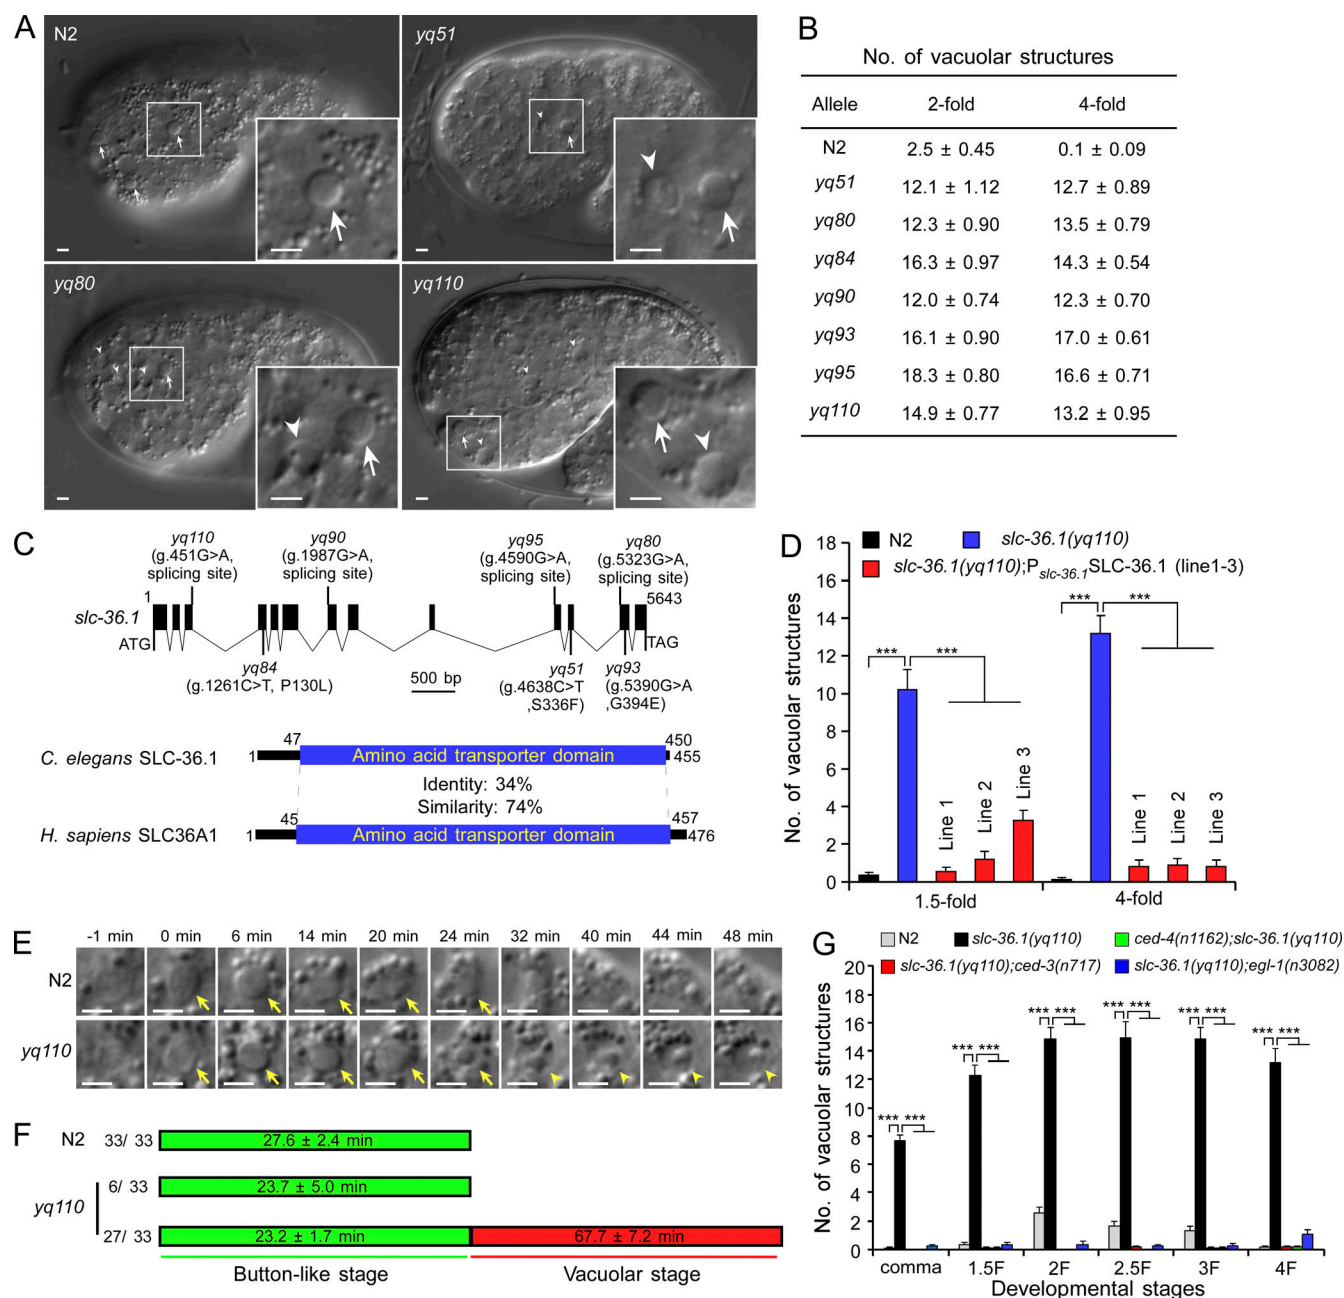 A
N2
yq51
yq80
yq110
B
No. of vacuolar structures
Allele 2-fold 4-fold
N2 2.5 ± 0.45 0.1 ± 0.09
yq51 12.1 ± 1.12 12.7 ± 0.89
yq80 12.3 ± 0.90 13.5 ± 0.79
yq84 16.3 ± 0.97 14.3 ± 0.54
yq90 12.0 ± 0.74 12.3 ± 0.70
yq93 16.1 ± 0.90 17.0 ± 0.61
yq95 18.3 ± 0.80 16.6 ± 0.71
yq110 14.9 ± 0.77 13.2 ± 0.95
C
yq110 yq90 yq95 yq80
(g.451G>A, (g.1987G>A, (g.4590G>A, (g.5323G>A,
splicing site) splicing site) splicing site) splicing site)
1 5643
slc-36.1
ATG TAG
yq84 yq51 yq93
(g.1261C>T, P130L) 500 bp (g.4638C>T (g.5390G>A
,S336F) ,G394E)
47 450
C. elegans SLC-36.1 1 Amino acid transporter domain 455
Identity: 34%
Similarity: 74%
45 457
H. sapiens SLC36A1 1 Amino acid transporter domain 476
D
N2 slc-36.1(yq110)
slc-36.1(yq110);Pslc-36.1SLC-36.1 (line1-3)
No. of vacuolar structures
18
16
14
12
10
8
6
4
2
0
*** *** *** ***
Line 1 Line 2 Line 3 Line 1 Line 2 Line 3
1.5-fold 4-fold
E
-1 min 0 min 6 min 14 min 20 min 24 min 32 min 40 min 44 min 48 min
N2
yq110
F
N2 33/ 33 27.6 ± 2.4 min
6/ 33 23.7 ± 5.0 min
yq110
27/ 33 23.2 ± 1.7 min 67.7 ± 7.2 min
Button-like stage Vacuolar stage
G
N2 slc-36.1(yq110) ced-4(n1162);slc-36.1(yq110)
slc-36.1(yq110);ced-3(n717) slc-36.1(yq110);egl-1(n3082)
No. of vacuolar structures
20
18
16
14
12
10
8
6
4
2
0
*** *** *** *** *** *** *** *** *** *** *** ***
comma 1.5F 2F 2.5F 3F 4F
Developmental stages